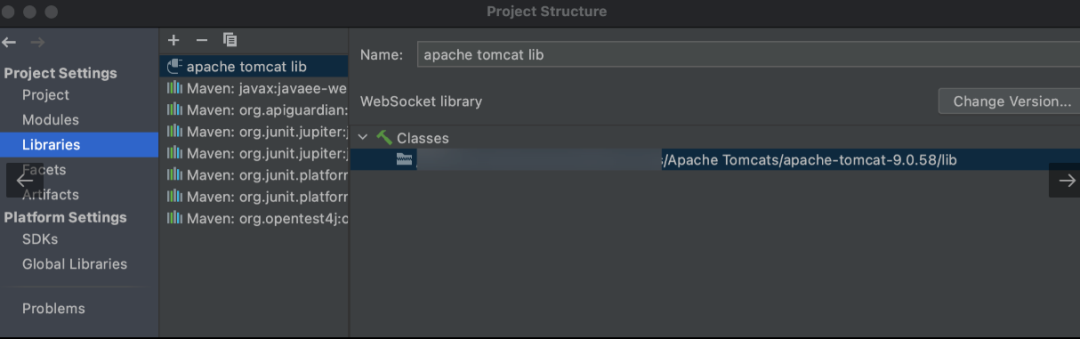 Project Structure
Project Settings
Project
Modules
Libraries
Facets
Artifacts
Platform Settings
SDKs
Global Libraries
Problems
apache tomcat lib
Maven: javax:javaee-we
Maven: org.apiguardian:
Maven: org.junit.jupiter:j
Maven: org.junit.jupiter:j
Maven: org.junit.platforn
Maven: org.junit.platforn
Maven: org.opentest4j:o
Name: apache tomcat lib
WebSocket library
Change Version...
Classes
/Apache Tomcats/apache-tomcat-9.0.58/lib